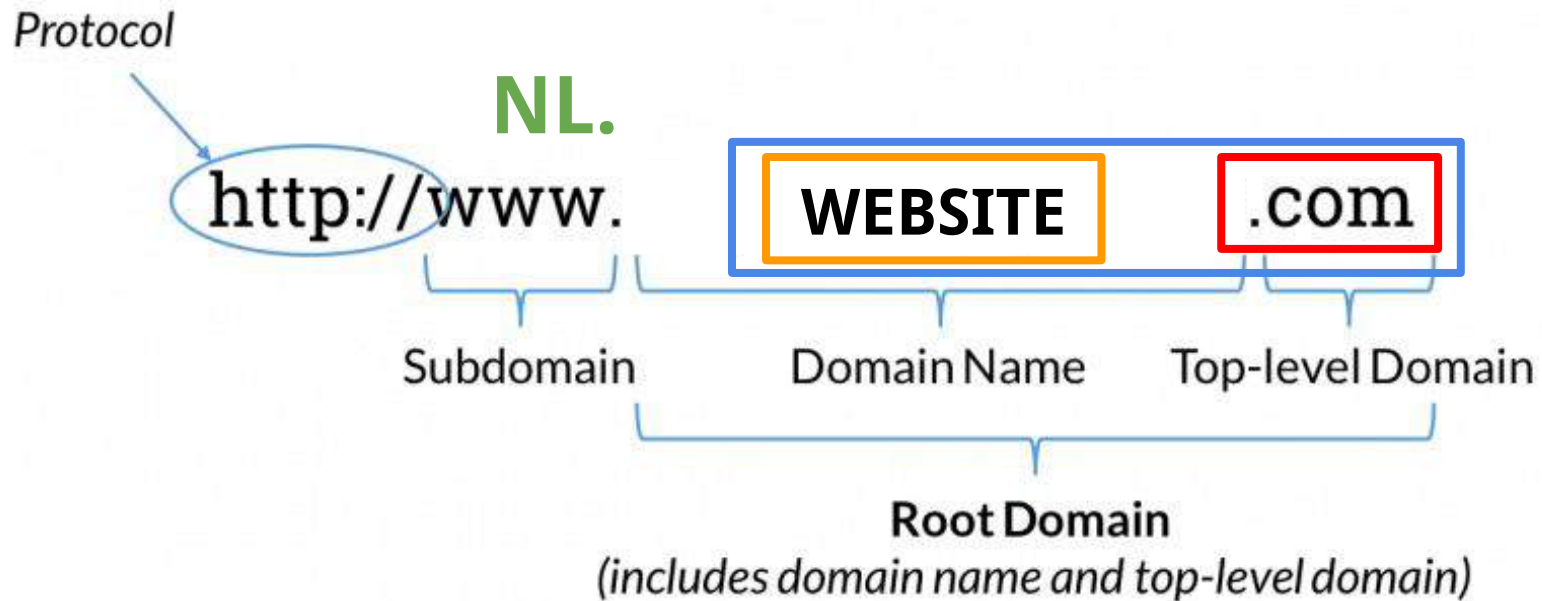 Protocol
NL.
http://www. WEBSITE .com
Subdomain Domain Name Top-level Domain
Root Domain
(includes domain name and top-level domain)